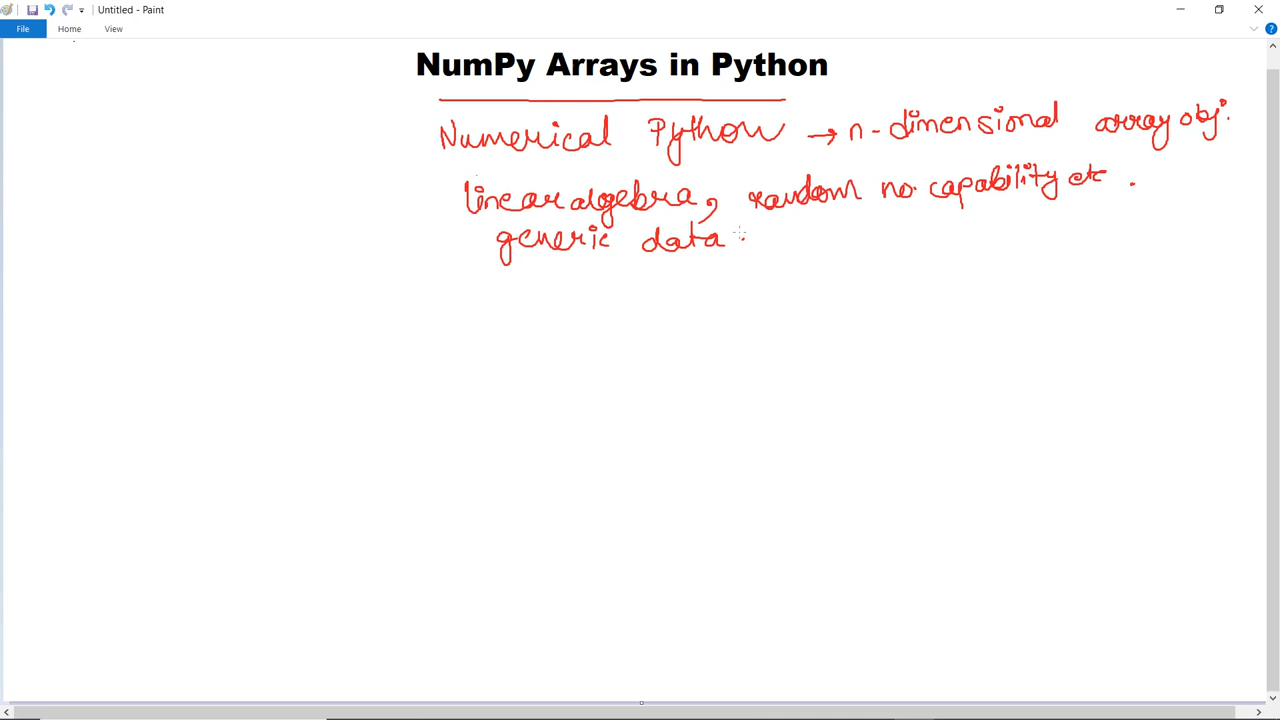 Untitled - Paint
File Home View
NumPy Arrays in Python
Numerical Python → n-dimensional array obj.
linear algebra, random no. capability etc.
generic data